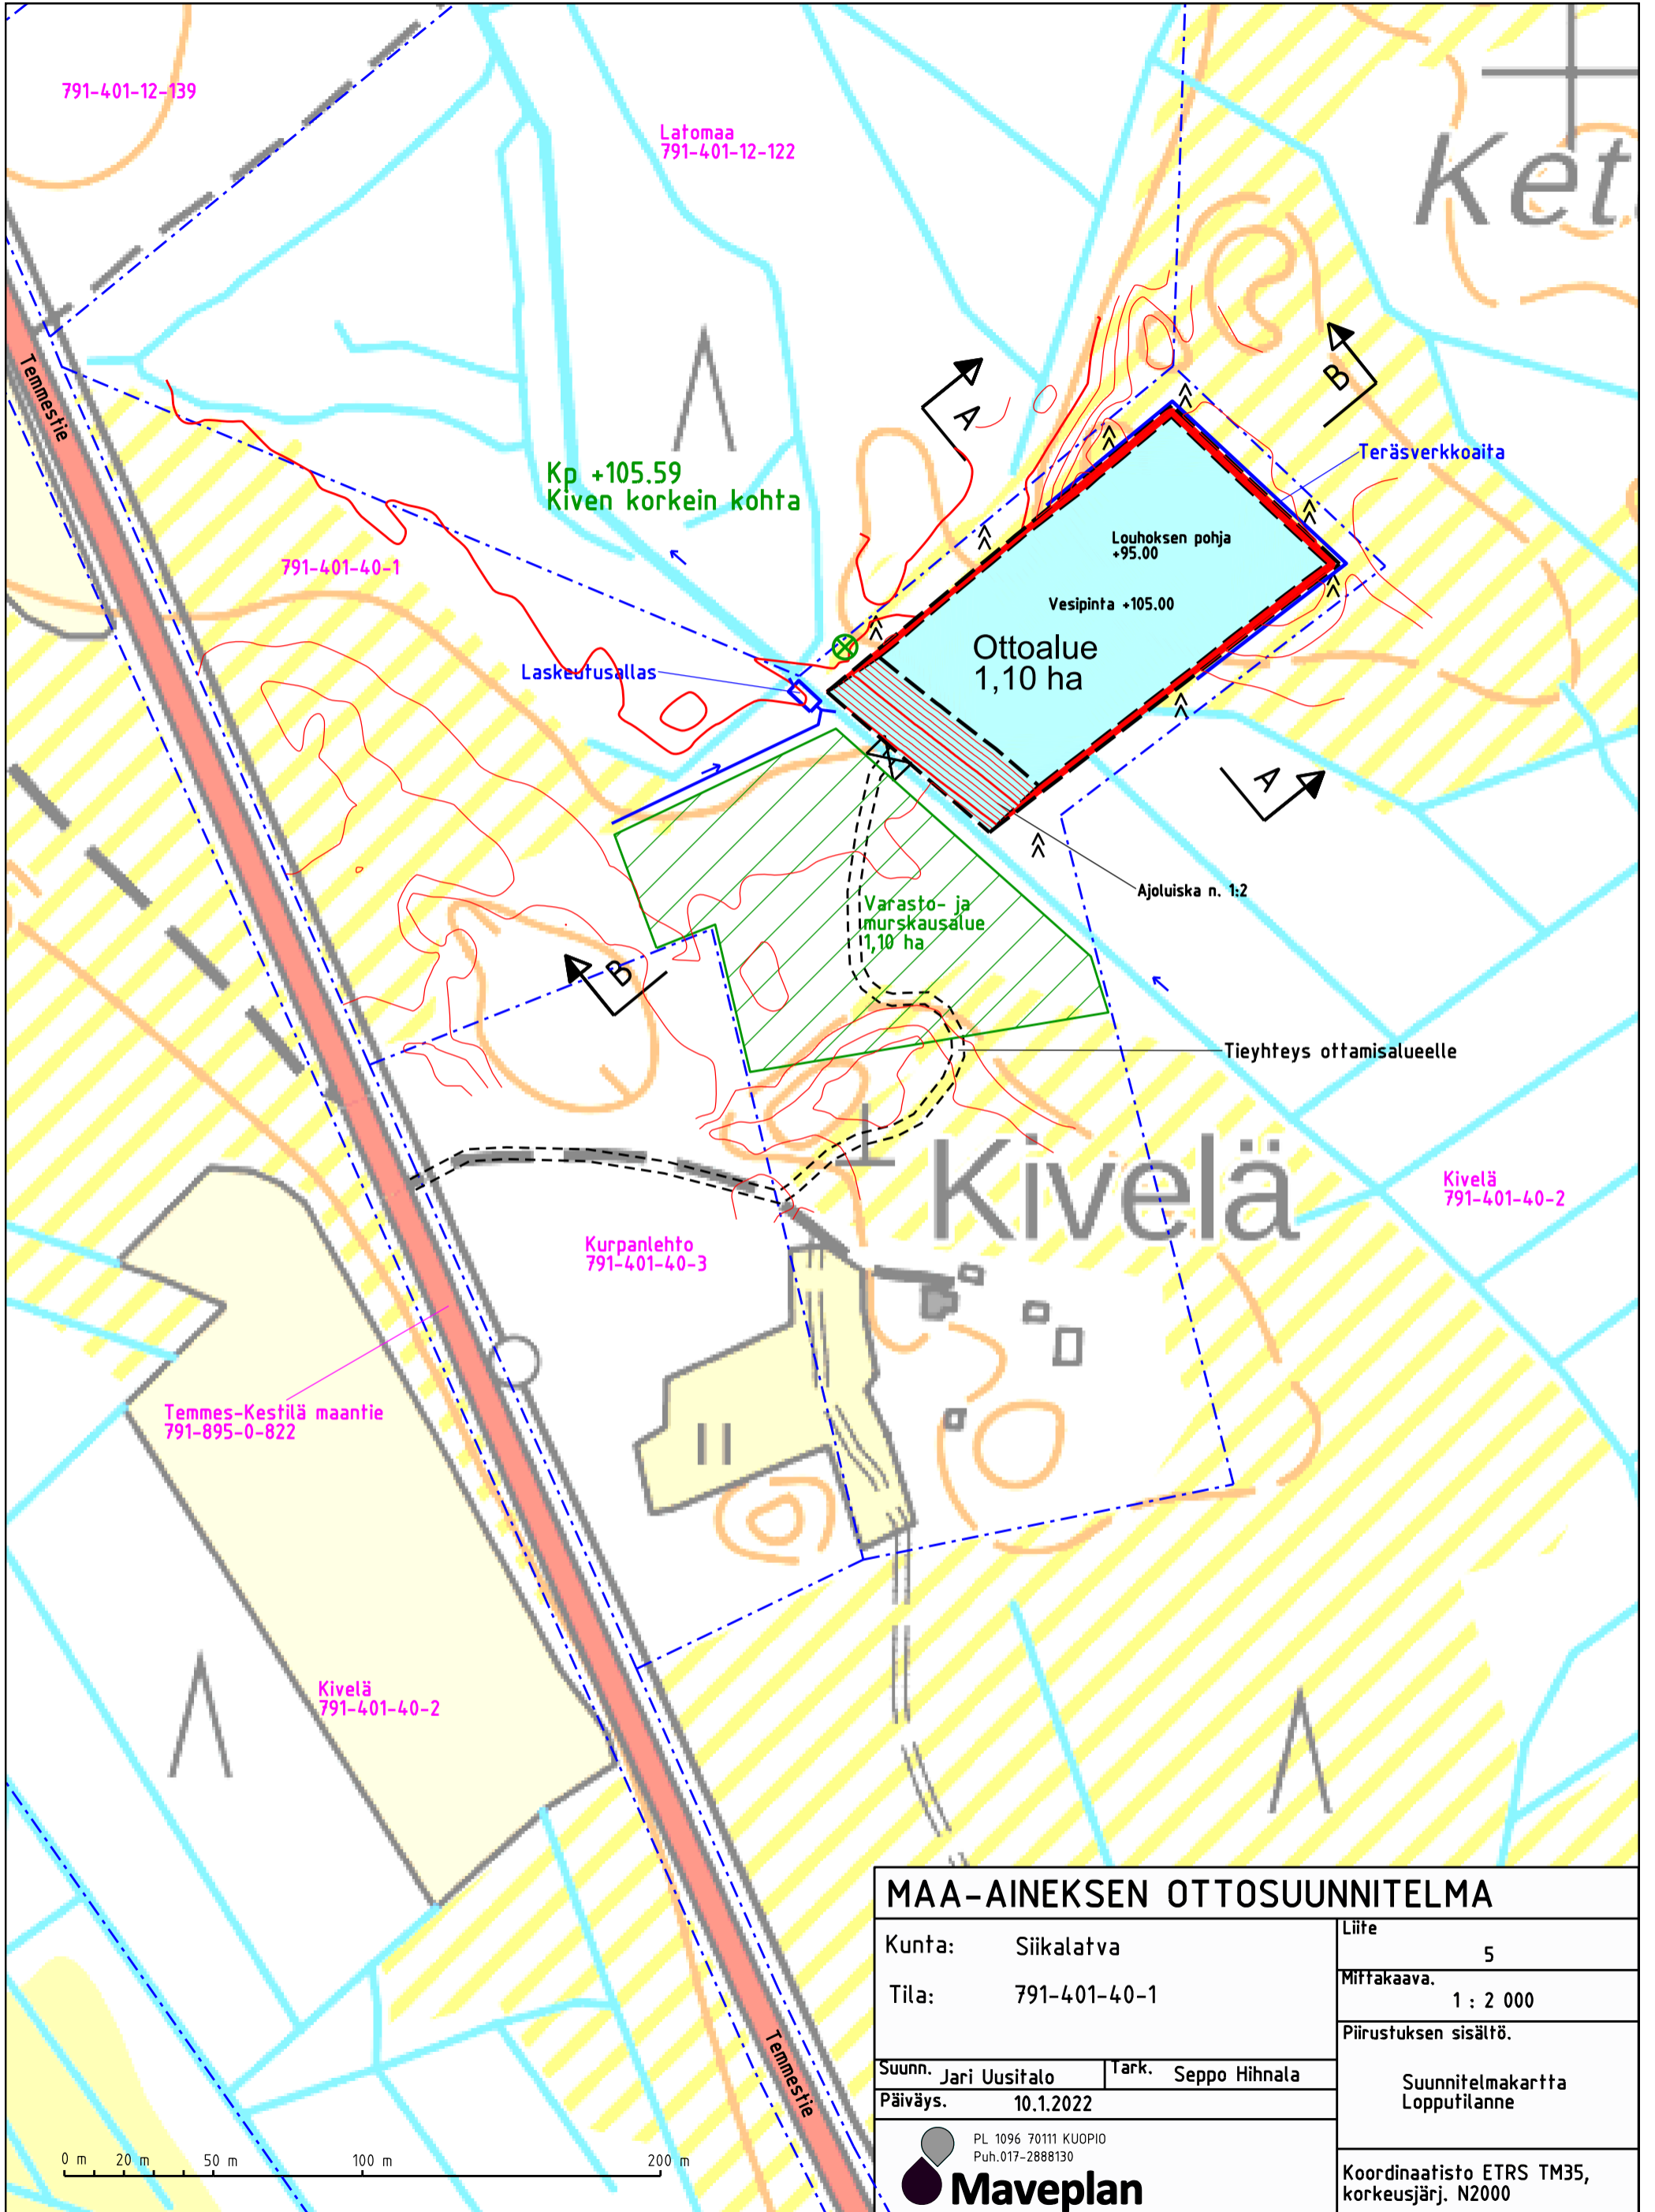 791-401-12-139
Latomaa
791-401-12-122
Temmestie
Kp +105.59
Kiven korkein kohta
791-401-40-1
A
B
Teräsverkkoaita
Louhoksen pohja
+95.00
Vesipinta +105.00
Ottoalue
1,10 ha
Laskeutusallas
A
Ajoluiska n. 1:2
Varasto- ja
murskausalue
1,10 ha
B
Tieyhteys ottamisalueelle
Kivelä
Kivelä
791-401-40-2
Kurpanlehto
791-401-40-3
Temmes-Kestilä maantie
791-895-0-822
Kivelä
791-401-40-2
Temmestie
0 m 20 m 50 m 100 m 200 m
MAA-AINEKSEN OTTOSUUNNITELMA
Kunta: Siikalatva
Tila: 791-401-40-1
Liite
5
Mittakaava.
1 : 2 000
Piirustuksen sisältö.
Suunnitelmakartta
Lopputilanne
Suunn. Jari Uusitalo Tark. Seppo Hihnala
Päiväys. 10.1.2022
PL 1096 70111 KUOPIO
Puh.017-2888130
Maveplan
Koordinaatisto ETRS TM35,
korkeusjärj. N2000